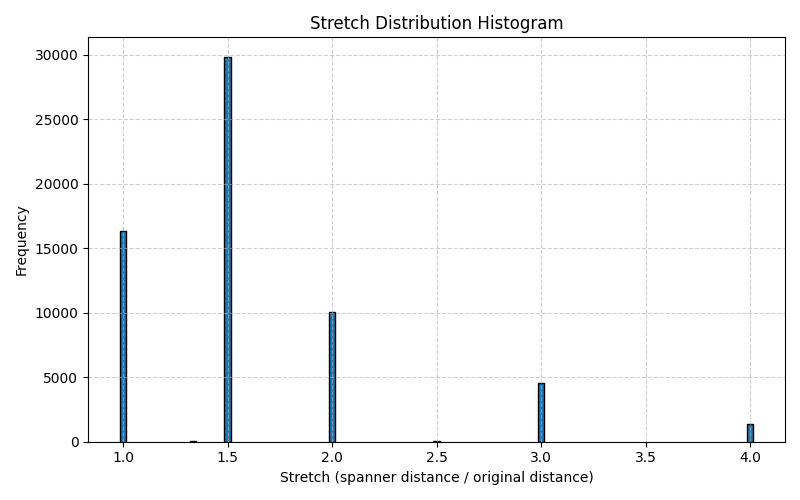 Stretch Distribution Histogram
30000
25000
20000
15000
10000
5000
0
Frequency
1.0 1.5 2.0 2.5 3.0 3.5 4.0
Stretch (spanner distance / original distance)